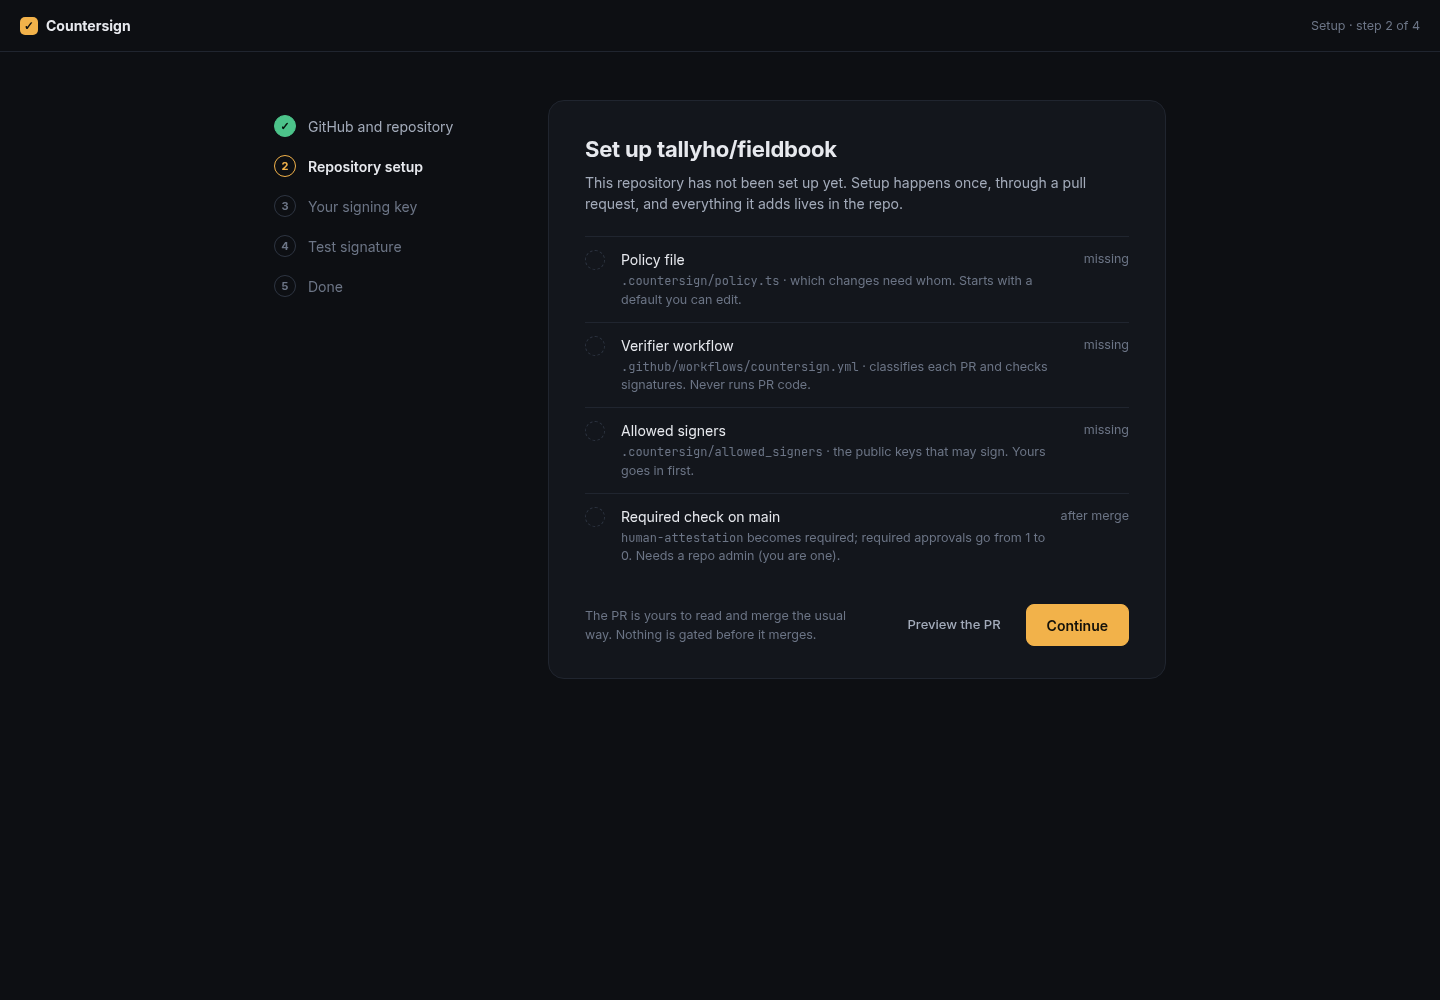 ✓ Countersign
Setup · step 2 of 4
✓ GitHub and repository
2 Repository setup
3 Your signing key
4 Test signature
5 Done
Set up tallyho/fieldbook
This repository has not been set up yet. Setup happens once, through a pull
request, and everything it adds lives in the repo.
Policy file
missing
.countersign/policy.ts · which changes need whom. Starts with a
default you can edit.
Verifier workflow
missing
.github/workflows/countersign.yml · classifies each PR and checks
signatures. Never runs PR code.
Allowed signers
missing
.countersign/allowed_signers · the public keys that may sign. Yours
goes in first.
Required check on main
after merge
human-attestation becomes required; required approvals go from 1 to
0. Needs a repo admin (you are one).
The PR is yours to read and merge the usual
way. Nothing is gated before it merges.
Preview the PR
Continue